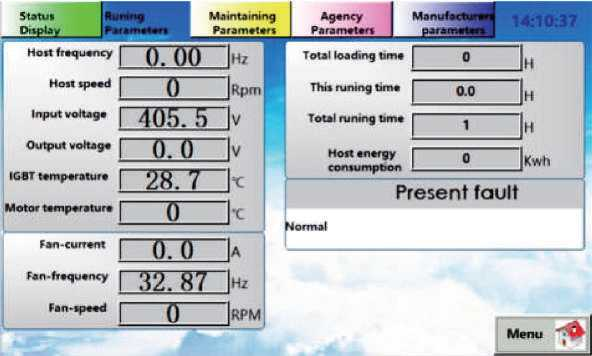 Status Display
Runing Parameters
Maintaining Parameters
Agency Parameters
Manufacturers parameters
14:10:37
Host frequency 0.00 Hz
Host speed 0 Rpm
Input voltage 405.5 V
Output voltage 0.0 V
IGBT temperature 28.7 ℃
Motor temperature 0 ℃
Fan-current 0.0 A
Fan-frequency 32.87 Hz
Fan-speed 0 RPM
Total loading time 0 H
This runing time 0.0 H
Total runing time 1 H
Host energy consumption 0 Kwh
Present fault
Normal
Menu